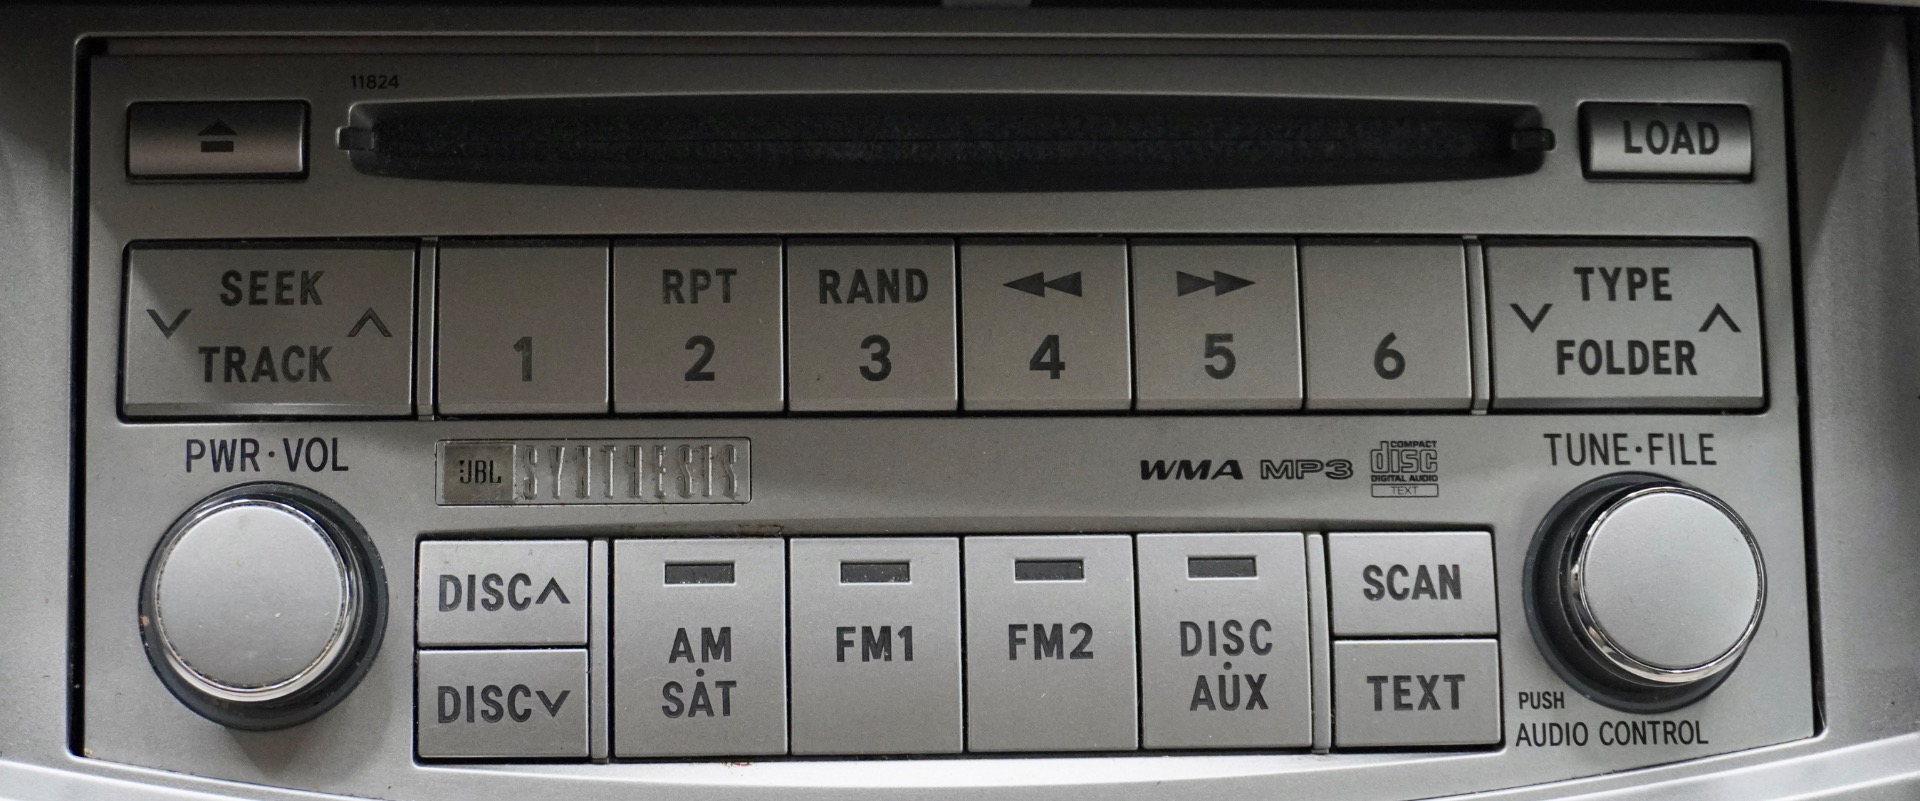 11824
LOAD
SEEK
TRACK
1
RPT
2
RAND
3
4
5
6
TYPE
FOLDER
PWR·VOL
JBL SYNTHESIS
WMA MP3
COMPACT
disc
DIGITAL AUDIO
TEXT
TUNE·FILE
DISC
DISC
AM
·
SAT
FM1
FM2
DISC
·
AUX
SCAN
TEXT
PUSH
AUDIO CONTROL